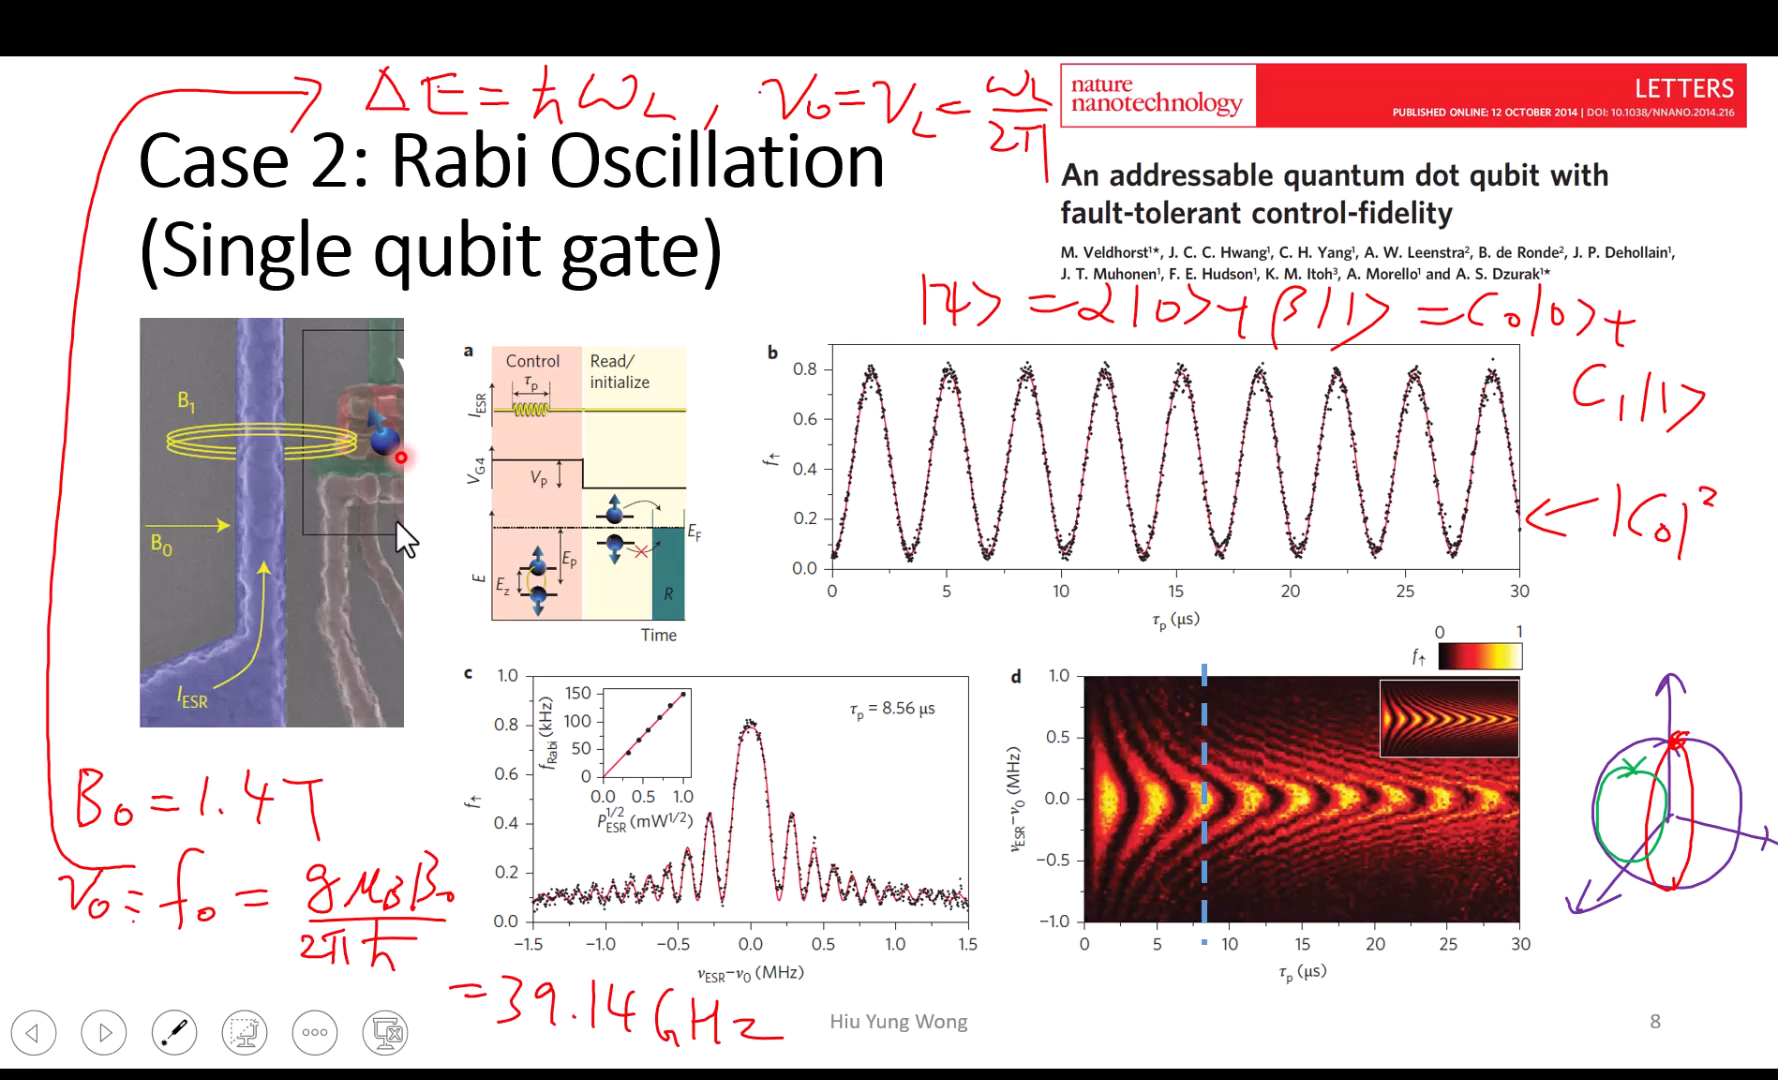 ΔE = ħω_L , ν₀ = ν_L = ω_L / 2π
nature
nanotechnology
LETTERS
PUBLISHED ONLINE: 12 OCTOBER 2014 | DOI: 10.1038/NNANO.2014.216
Case 2: Rabi Oscillation
(Single qubit gate)
An addressable quantum dot qubit with
fault-tolerant control-fidelity
M. Veldhorst¹*, J. C. C. Hwang¹, C. H. Yang¹, A. W. Leenstra², B. de Ronde², J. P. Dehollain¹,
J. T. Muhonen¹, F. E. Hudson¹, K. M. Itoh³, A. Morello¹ and A. S. Dzurak¹*
|ψ> = α|0> + β|1> = C₀|0> +
C₁|1>
|C₀|²
B₁
B₀
I_ESR
a
Control
Read/
initialize
τ_p
I_ESR
V_G4
V_p
E_F
E_p
E
E_z
R
Time
b
f↑
0.8
0.6
0.4
0.2
0.0
0 5 10 15 20 25 30
τ_p (μs)
c
f↑
1.0
0.8
0.6
0.4
0.2
0.0
−1.5 −1.0 −0.5 0.0 0.5 1.0 1.5
ν_ESR−ν₀ (MHz)
τ_p = 8.56 μs
f_Rabi (kHz)
150
100
50
0
0.0 0.5 1.0
P_ESR^1/2 (mW^1/2)
0 1
f↑
d
ν_ESR−ν₀ (MHz)
1.0
0.5
0.0
−0.5
−1.0
0 5 10 15 20 25 30
τ_p (μs)
B₀ = 1.4 T
ν₀ = f₀ = gμ_B B₀ / 2πħ
= 39.14 GHz
Hiu Yung Wong
8